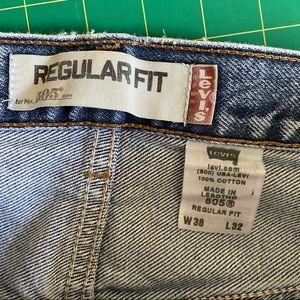 REGULAR FIT
Lot No. 505®
Levi's
LEVI'S
levi.com
(800) USA-LEVI
100% COTTON
MADE IN
LESOTHO
505®
REGULAR FIT
W 38 L 32